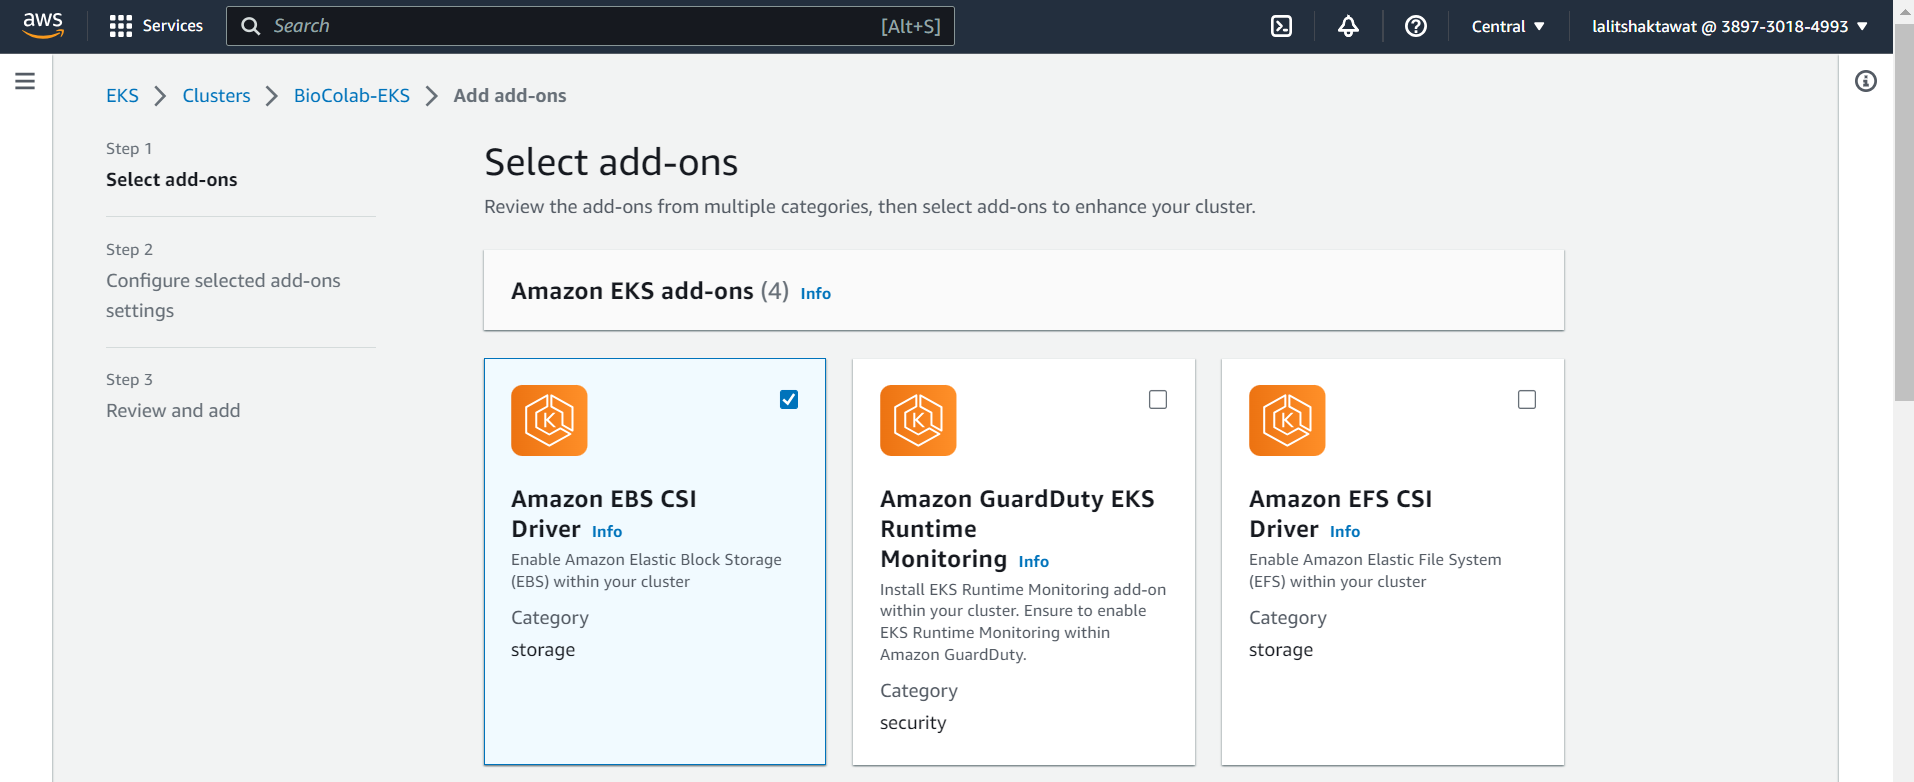 aws
Services
Search
[Alt+S]
Central
lalitshaktawat @ 3897-3018-4993
EKS
Clusters
BioColab-EKS
Add add-ons
Step 1
Select add-ons
Step 2
Configure selected add-ons
settings
Step 3
Review and add
Select add-ons
Review the add-ons from multiple categories, then select add-ons to enhance your cluster.
Amazon EKS add-ons (4) Info
K
Amazon EBS CSI
Driver Info
Enable Amazon Elastic Block Storage
(EBS) within your cluster
Category
storage
K
Amazon GuardDuty EKS
Runtime
Monitoring Info
Install EKS Runtime Monitoring add-on
within your cluster. Ensure to enable
EKS Runtime Monitoring within
Amazon GuardDuty.
Category
security
K
Amazon EFS CSI
Driver Info
Enable Amazon Elastic File System
(EFS) within your cluster
Category
storage